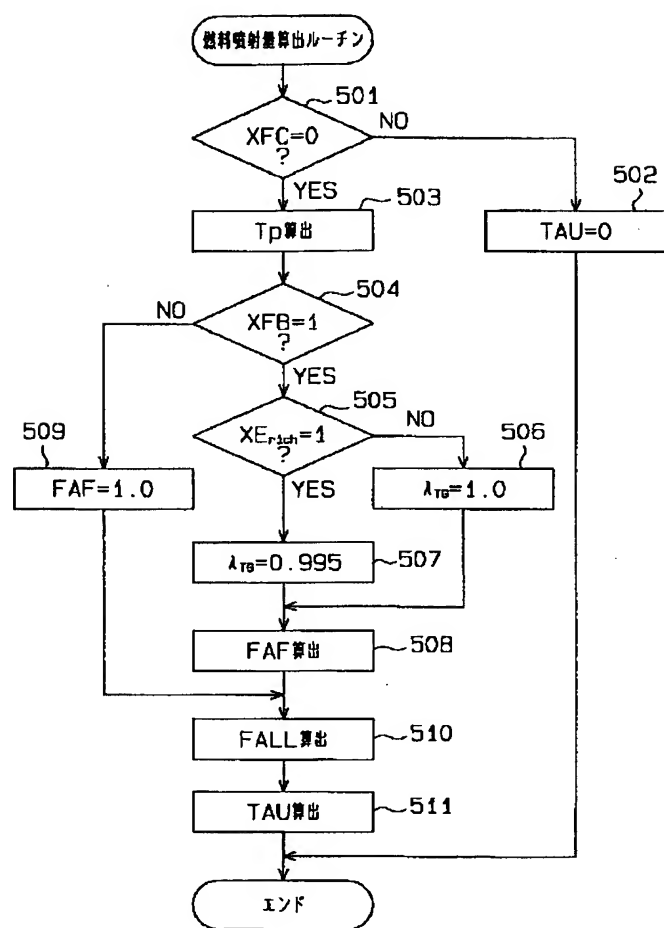 燃料噴射量算出ルーチン
501
XFC=0
?
NO
YES
502
TAU=0
503
Tp算出
504
XFB=1
?
NO
YES
505
XErich=1
?
NO
YES
506
λTG=1.0
509
FAF=1.0
λTG=0.995
507
FAF算出
508
FALL算出
510
TAU算出
511
エンド